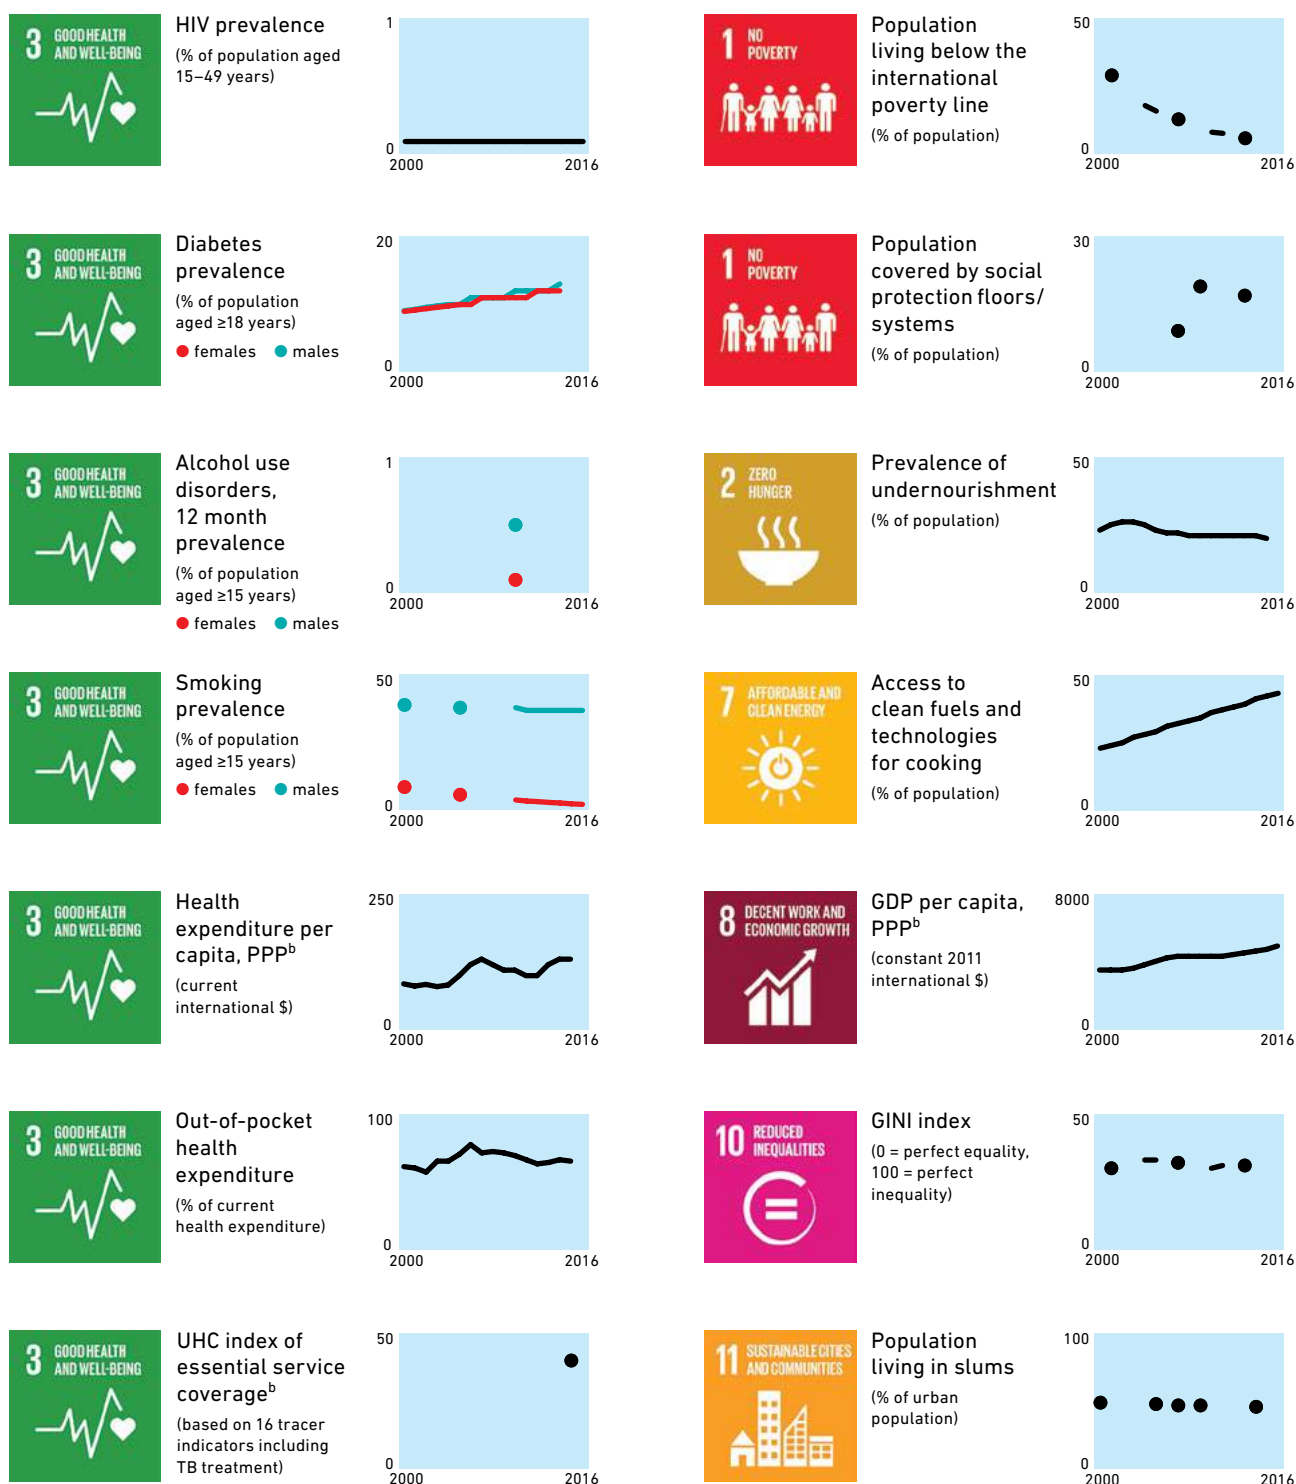 3 GOOD HEALTH
AND WELL-BEING
HIV prevalence
(% of population aged
15–49 years)
1
0
2000 2016
1 NO
POVERTY
Population
living below the
international
poverty line
(% of population)
50
0
2000 2016
3 GOOD HEALTH
AND WELL-BEING
Diabetes
prevalence
(% of population
aged ≥18 years)
females males
20
0
2000 2016
1 NO
POVERTY
Population
covered by social
protection floors/
systems
(% of population)
30
0
2000 2016
3 GOOD HEALTH
AND WELL-BEING
Alcohol use
disorders,
12 month
prevalence
(% of population
aged ≥15 years)
females males
1
0
2000 2016
2 ZERO
HUNGER
Prevalence of
undernourishment
(% of population)
50
0
2000 2016
3 GOOD HEALTH
AND WELL-BEING
Smoking
prevalence
(% of population
aged ≥15 years)
females males
50
0
2000 2016
7 AFFORDABLE AND
CLEAN ENERGY
Access to
clean fuels and
technologies
for cooking
(% of population)
50
0
2000 2016
3 GOOD HEALTH
AND WELL-BEING
Health
expenditure per
capita, PPPᵇ
(current
international $)
250
0
2000 2016
8 DECENT WORK AND
ECONOMIC GROWTH
GDP per capita,
PPPᵇ
(constant 2011
international $)
8000
0
2000 2016
3 GOOD HEALTH
AND WELL-BEING
Out-of-pocket
health
expenditure
(% of current
health expenditure)
100
0
2000 2016
10 REDUCED
INEQUALITIES
GINI index
(0 = perfect equality,
100 = perfect
inequality)
50
0
2000 2016
3 GOOD HEALTH
AND WELL-BEING
UHC index of
essential service
coverageᵇ
(based on 16 tracer
indicators including
TB treatment)
50
0
2000 2016
11 SUSTAINABLE CITIES
AND COMMUNITIES
Population
living in slums
(% of urban
population)
100
0
2000 2016